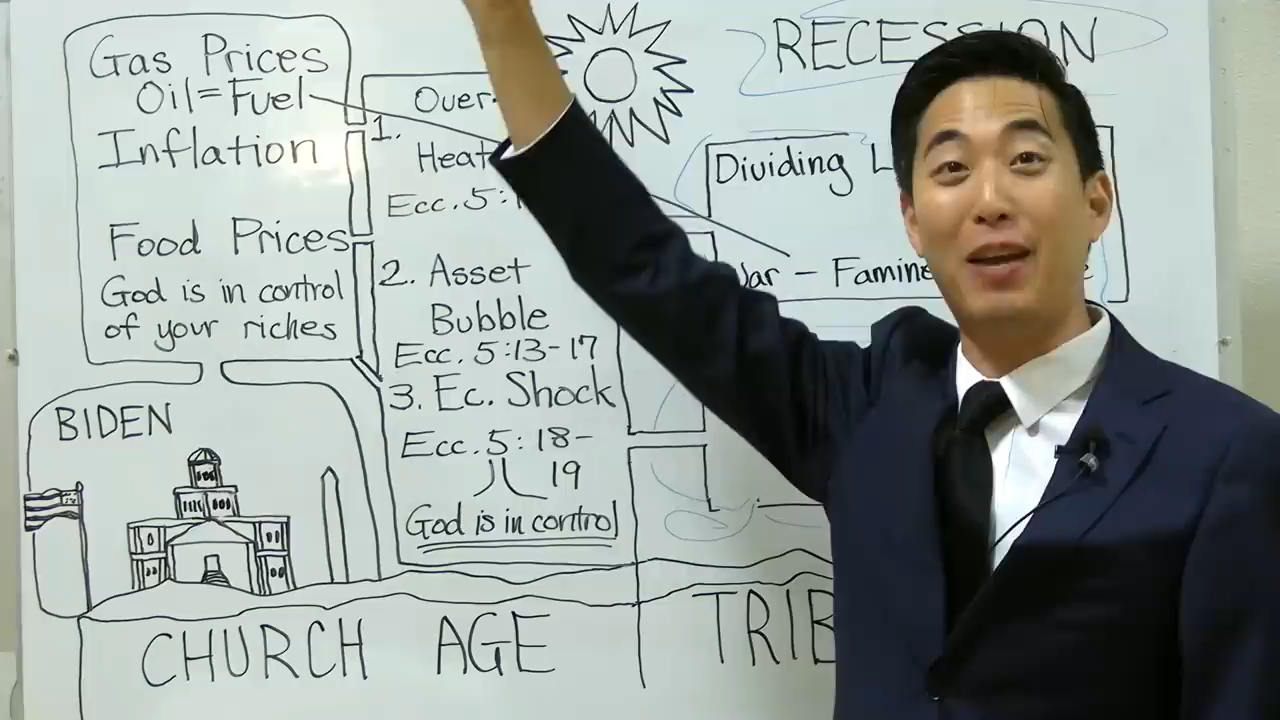 Gas Prices
Oil=Fuel
Inflation
Food Prices
God is in control
of your riches
BIDEN
Over-
1.
Heat
Ecc. 5:
2. Asset
Bubble
Ecc. 5:13-17
3. Ec. Shock
Ecc. 5:18-
19
God is in control
RECESSION
Dividing
- Famine
CHURCH AGE
TRIB